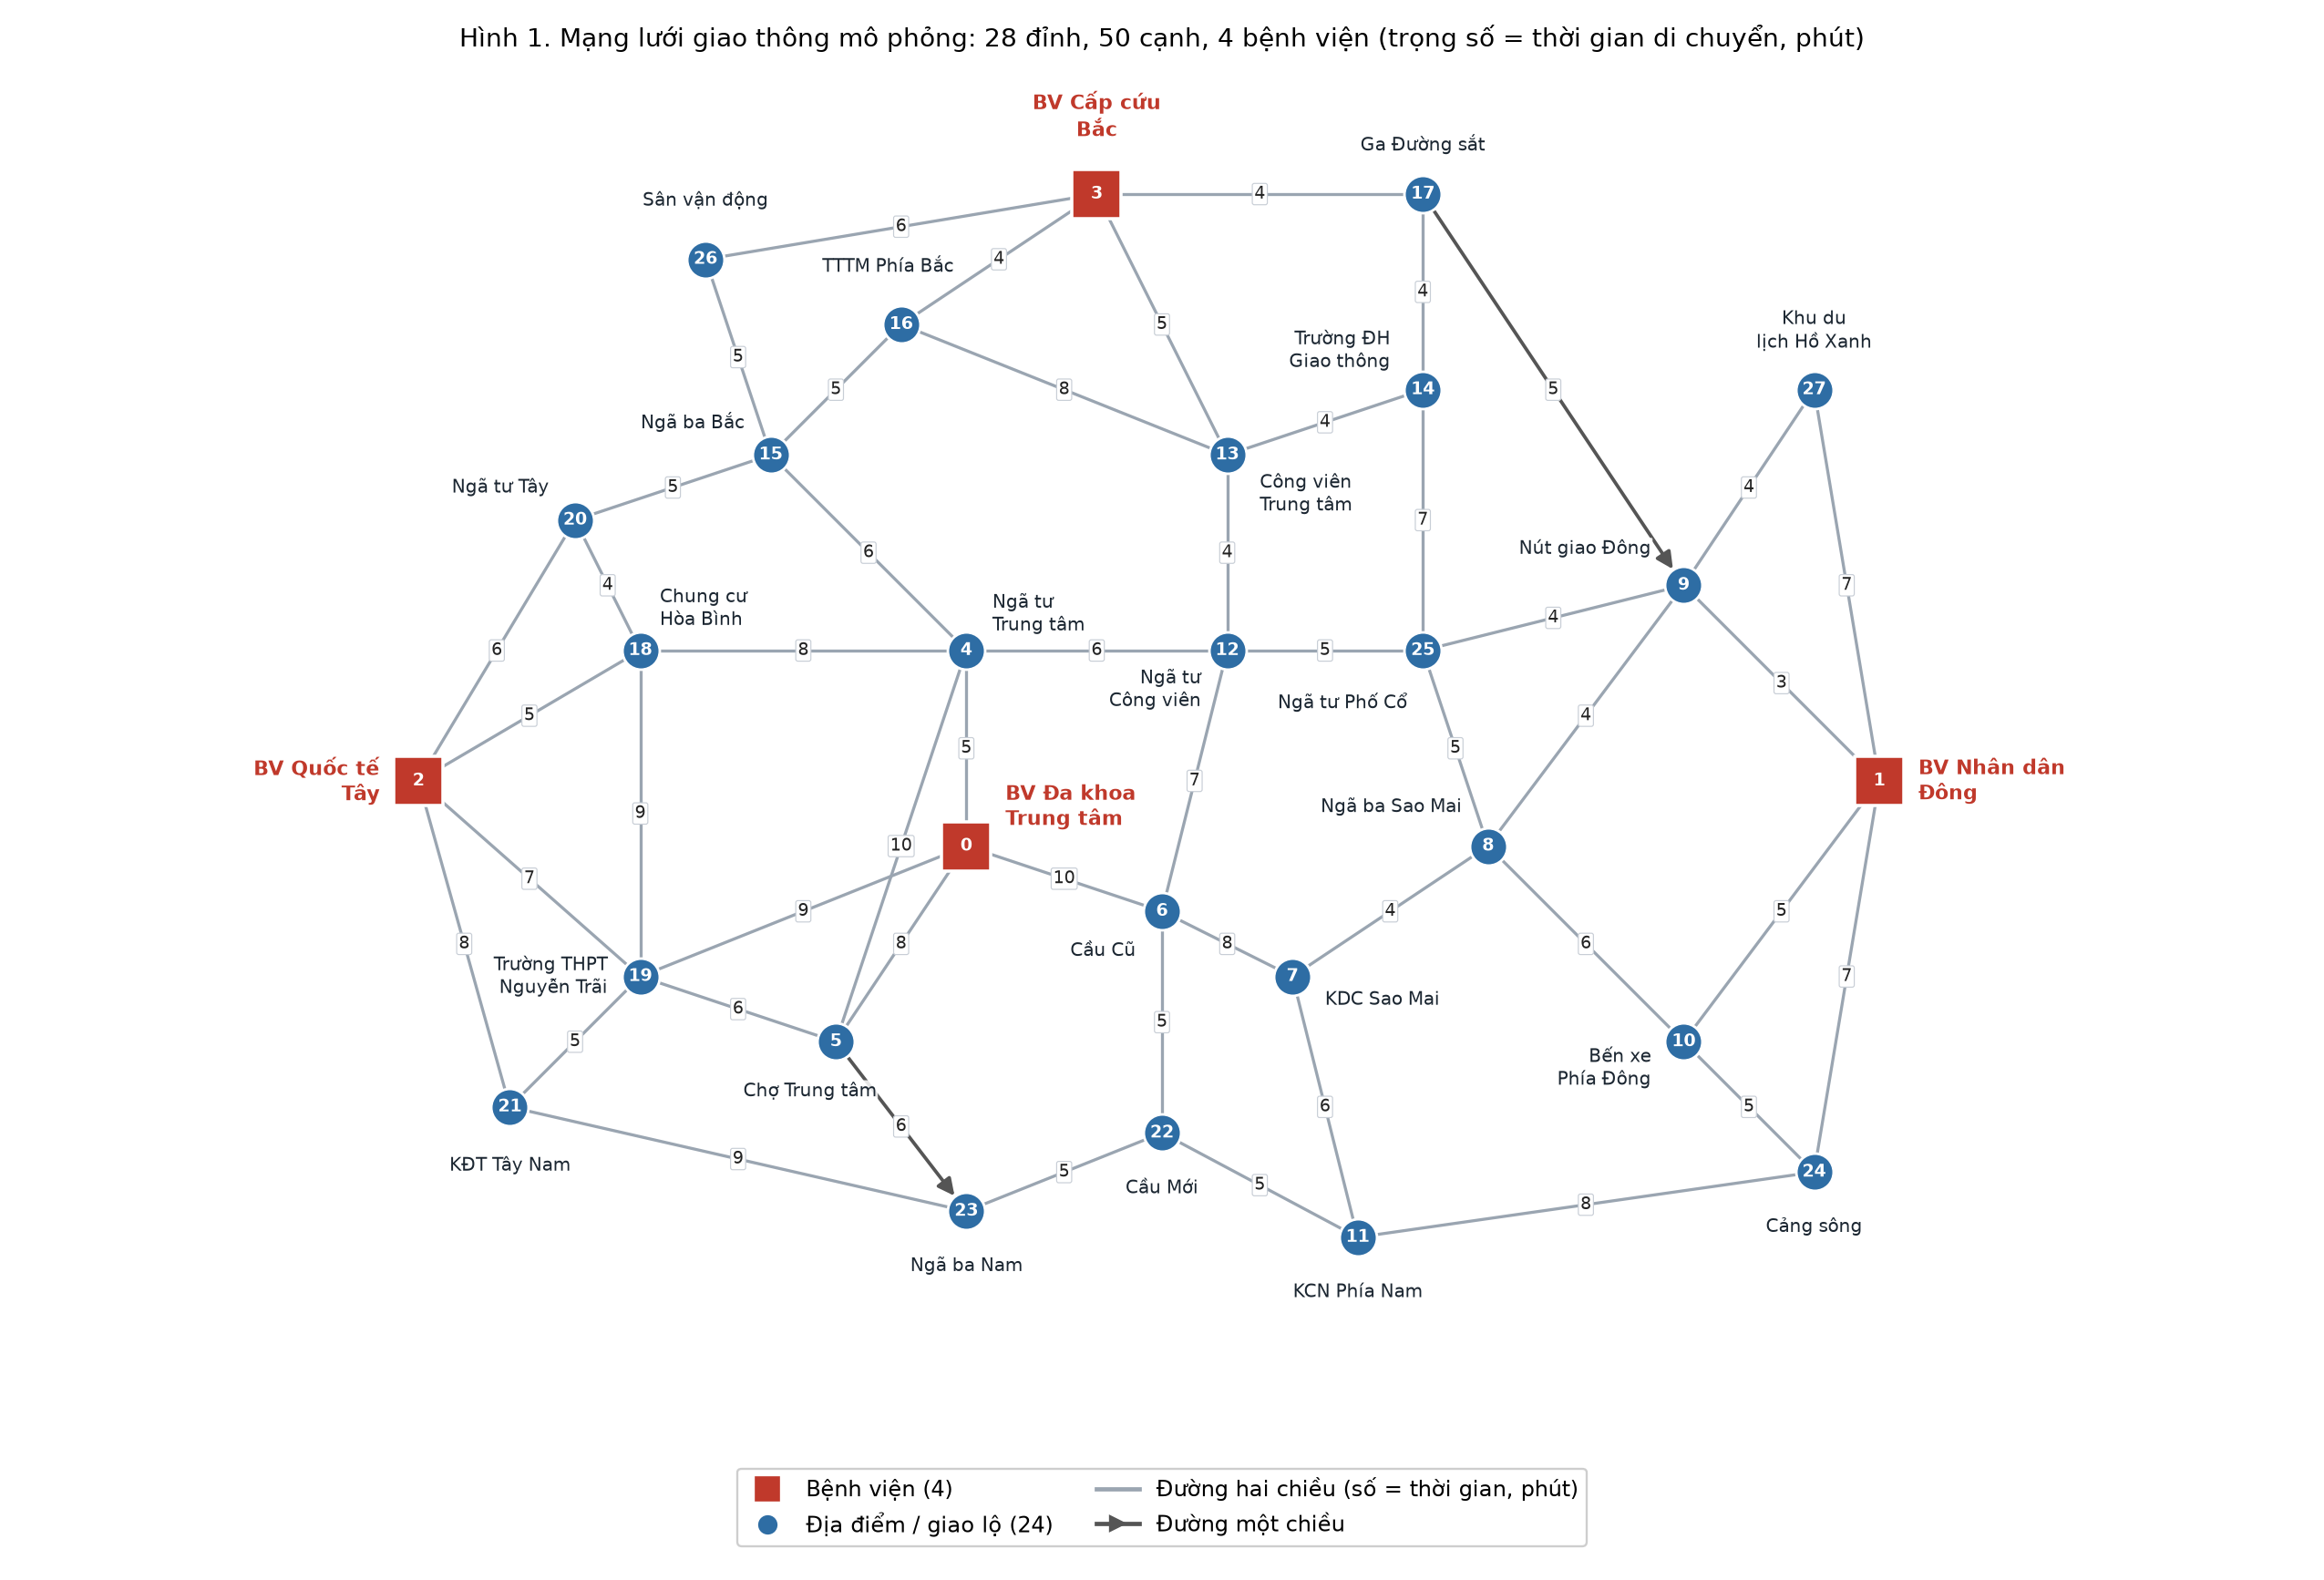 Hình 1. Mạng lưới giao thông mô phỏng: 28 đỉnh, 50 cạnh, 4 bệnh viện (trọng số = thời gian di chuyển, phút)
BV Cấp cứu
Bắc
Ga Đường sắt
3
4
17
Sân vận động
6
26
TTTM Phía Bắc
4
4
16
5
Khu du
lịch Hồ Xanh
Trường ĐH
Giao thông
5
5
8
14
5
27
Ngã ba Bắc
4
15
13
Ngã tư Tây
5
Công viên
Trung tâm
4
20
7
6
4
Nút giao Đông
4
9
7
Chung cư
Hòa Bình
Ngã tư
Trung tâm
4
6
18
8
4
6
12
5
25
Ngã tư
Công viên
3
Ngã tư Phố Cổ
5
4
5
5
BV Quốc tế
Tây
2
7
1
BV Nhân dân
Đông
BV Đa khoa
Trung tâm
Ngã ba Sao Mai
9
10
0
8
7
10
9
6
4
5
8
Cầu Cũ
8
8
6
Trường THPT
Nguyễn Trãi
19
7
KDC Sao Mai
7
6
5
5
5
10
Bến xe
Phía Đông
Chợ Trung tâm
21
6
6
5
22
KĐT Tây Nam
9
5
Cầu Mới
5
24
23
8
11
Cảng sông
Ngã ba Nam
KCN Phía Nam
Bệnh viện (4)
Đường hai chiều (số = thời gian, phút)
Địa điểm / giao lộ (24)
Đường một chiều